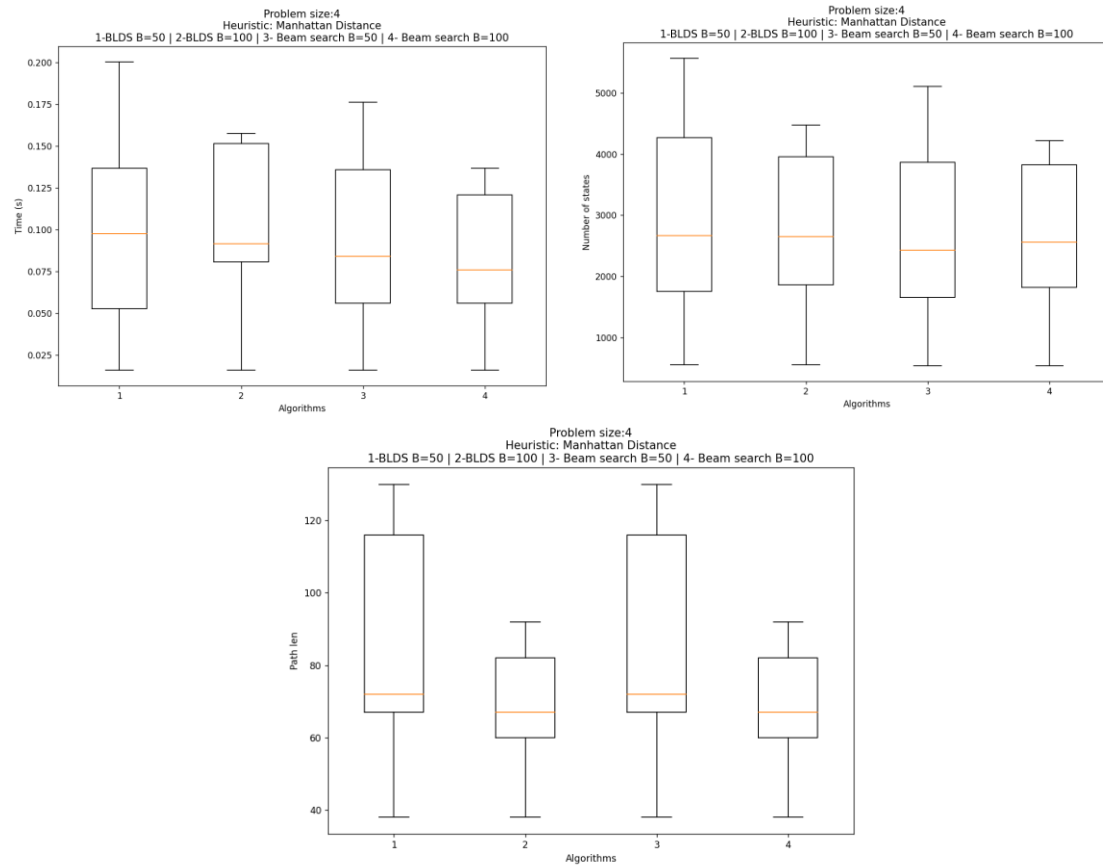 Problem size:4
Heuristic: Manhattan Distance
1-BLDS B=50 | 2-BLDS B=100 | 3- Beam search B=50 | 4- Beam search B=100
0.200
0.175
0.150
0.125
0.100
0.075
0.050
0.025
Time (s)
1 2 3 4
Algorithms
Problem size:4
Heuristic: Manhattan Distance
1-BLDS B=50 | 2-BLDS B=100 | 3- Beam search B=50 | 4- Beam search B=100
5000
4000
3000
2000
1000
Number of states
1 2 3 4
Algorithms
Problem size:4
Heuristic: Manhattan Distance
1-BLDS B=50 | 2-BLDS B=100 | 3- Beam search B=50 | 4- Beam search B=100
120
100
80
60
40
Path len
1 2 3 4
Algorithms